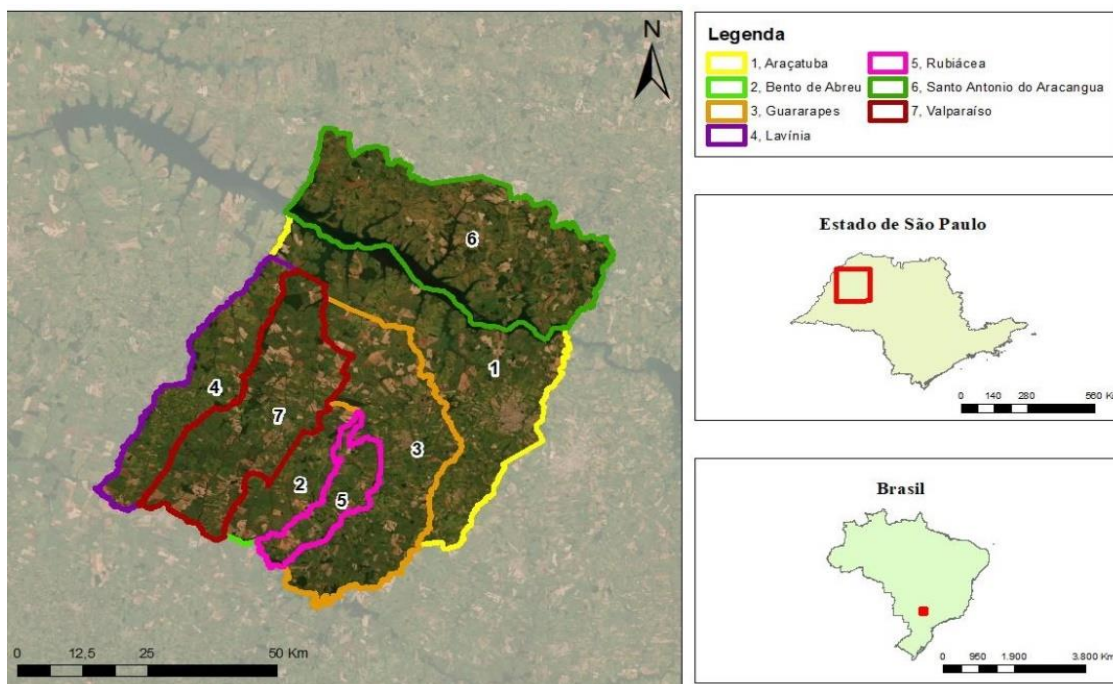 N
6
1
4
7
3
2
5
0 12,5 25 50 Km
Legenda
1, Araçatuba
2, Bento de Abreu
3, Guararapes
4, Lavínia
5, Rubiácea
6, Santo Antonio do Aracangua
7, Valparaíso
Estado de São Paulo
0 140 280 560 Km
Brasil
0 950 1.900 3.800 Km